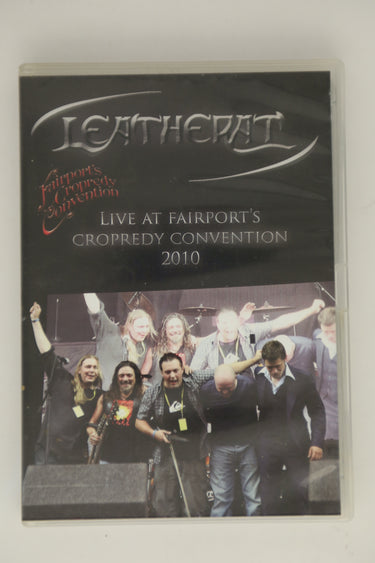 LEATHERAT
Fairport's
Cropredy
Convention
LIVE AT FAIRPORT'S
CROPREDY CONVENTION
2010